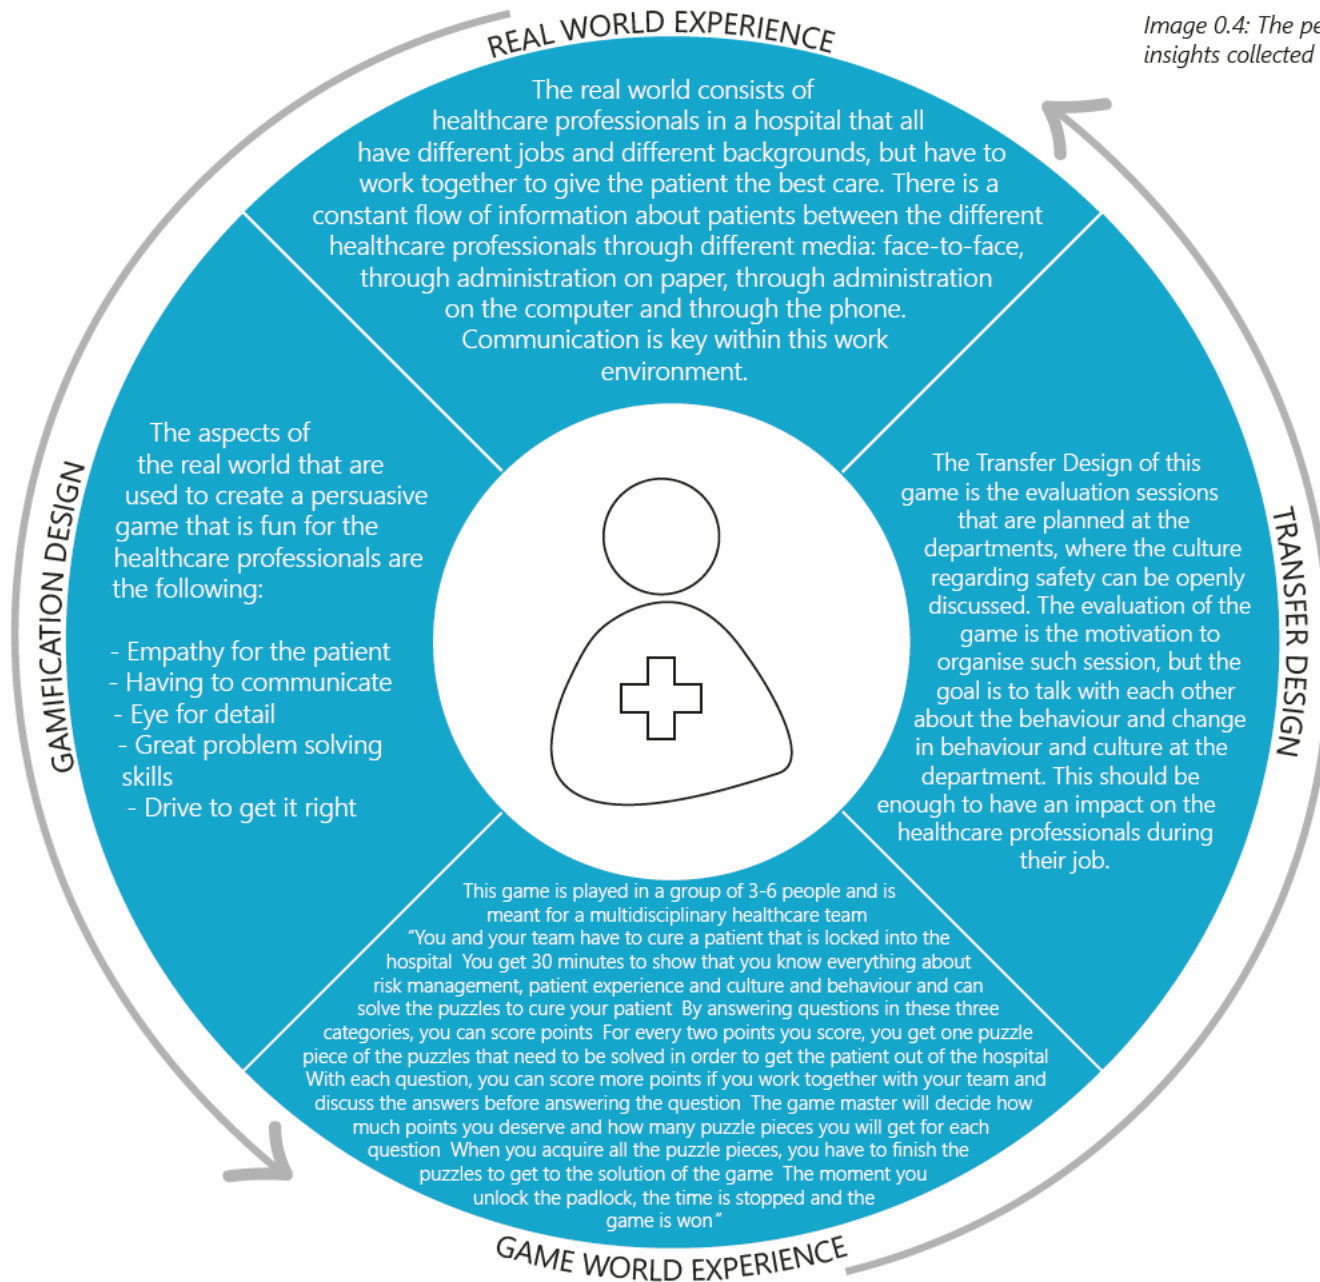 Image 0.4: The pe
insights collected
REAL WORLD EXPERIENCE
The real world consists of
healthcare professionals in a hospital that all
have different jobs and different backgrounds, but have to
work together to give the patient the best care. There is a
constant flow of information about patients between the different
healthcare professionals through different media: face-to-face,
through administration on paper, through administration
on the computer and through the phone.
Communication is key within this work
environment.
GAMIFICATION DESIGN
The aspects of
the real world that are
used to create a persuasive
game that is fun for the
healthcare professionals are
the following:
- Empathy for the patient
- Having to communicate
- Eye for detail
- Great problem solving
skills
- Drive to get it right
TRANSFER DESIGN
The Transfer Design of this
game is the evaluation sessions
that are planned at the
departments, where the culture
regarding safety can be openly
discussed. The evaluation of the
game is the motivation to
organise such session, but the
goal is to talk with each other
about the behaviour and change
in behaviour and culture at the
department. This should be
enough to have an impact on the
healthcare professionals during
their job.
This game is played in a group of 3-6 people and is
meant for a multidisciplinary healthcare team
"You and your team have to cure a patient that is locked into the
hospital You get 30 minutes to show that you know everything about
risk management, patient experience and culture and behaviour and can
solve the puzzles to cure your patient By answering questions in these three
categories, you can score points For every two points you score, you get one puzzle
piece of the puzzles that need to be solved in order to get the patient out of the hospital
With each question, you can score more points if you work together with your team and
discuss the answers before answering the question The game master will decide how
much points you deserve and how many puzzle pieces you will get for each
question When you acquire all the puzzle pieces, you have to finish the
puzzles to get to the solution of the game The moment you
unlock the padlock, the time is stopped and the
game is won"
GAME WORLD EXPERIENCE